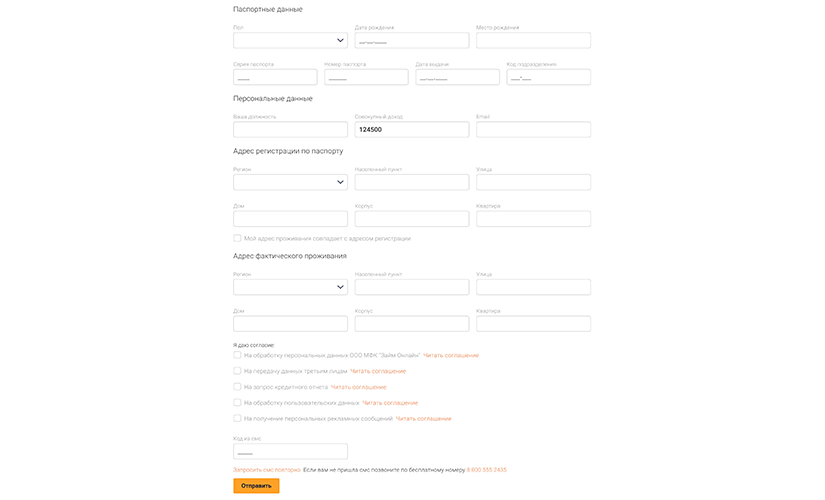 Паспортные данные
Пол Дата рождения Место рождения
__.__.____
Серия паспорта Номер паспорта Дата выдачи Код подразделения
____ ______ __.__.____ ___-___
Персональные данные
Ваша должность Совокупный доход Email
124500
Адрес регистрации по паспорту
Регион Населенный пункт Улица
Дом Корпус Квартира
Мой адрес проживания совпадает с адресом регистрации
Адрес фактического проживания
Регион Населенный пункт Улица
Дом Корпус Квартира
Я даю согласие:
На обработку персональных данных ООО МФК "Займ Онлайн" Читать соглашение
На передачу данных третьим лицам Читать соглашение
На запрос кредитного отчета Читать соглашение
На обработку пользовательских данных Читать соглашение
На получение персональных рекламных сообщений Читать соглашение
Код из смс
_____
Запросить смс повторно. Если вам не пришла смс позвоните по бесплатному номеру 8 800 555 2435
Отправить